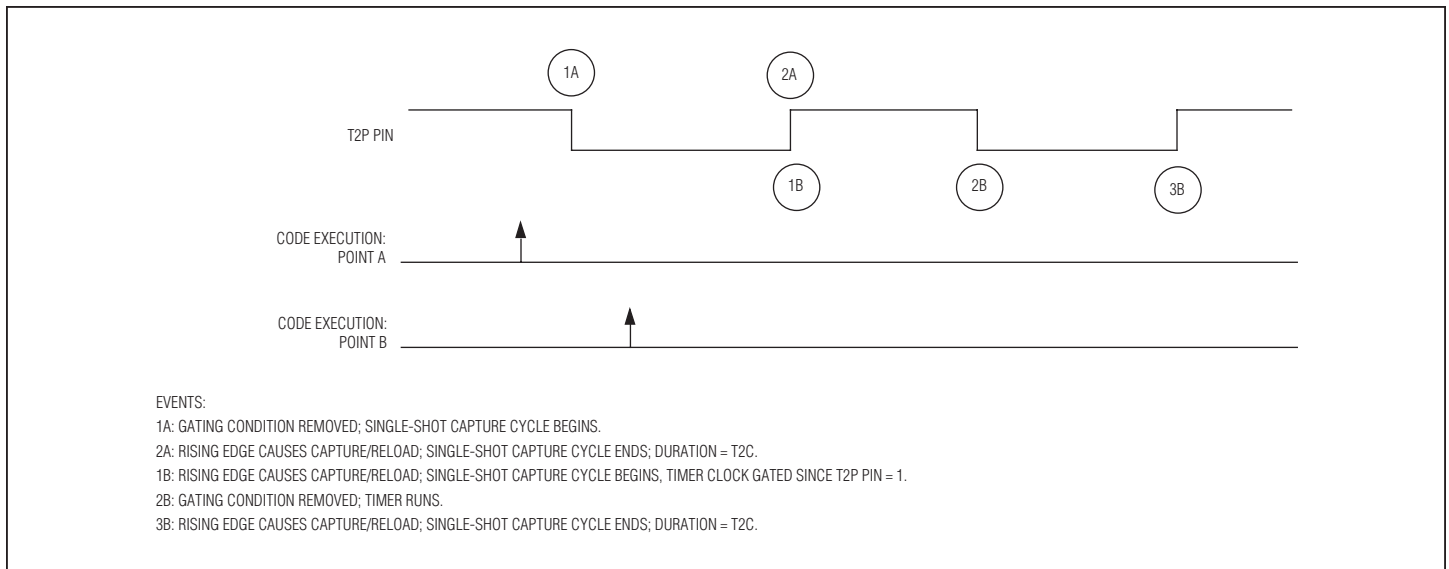 1A
2A
T2P PIN
1B
2B
3B
CODE EXECUTION:
POINT A
CODE EXECUTION:
POINT B
EVENTS:
1A: GATING CONDITION REMOVED; SINGLE-SHOT CAPTURE CYCLE BEGINS.
2A: RISING EDGE CAUSES CAPTURE/RELOAD; SINGLE-SHOT CAPTURE CYCLE ENDS; DURATION = T2C.
1B: RISING EDGE CAUSES CAPTURE/RELOAD; SINGLE-SHOT CAPTURE CYCLE BEGINS, TIMER CLOCK GATED SINCE T2P PIN = 1.
2B: GATING CONDITION REMOVED; TIMER RUNS.
3B: RISING EDGE CAUSES CAPTURE/RELOAD; SINGLE-SHOT CAPTURE CYCLE ENDS; DURATION = T2C.